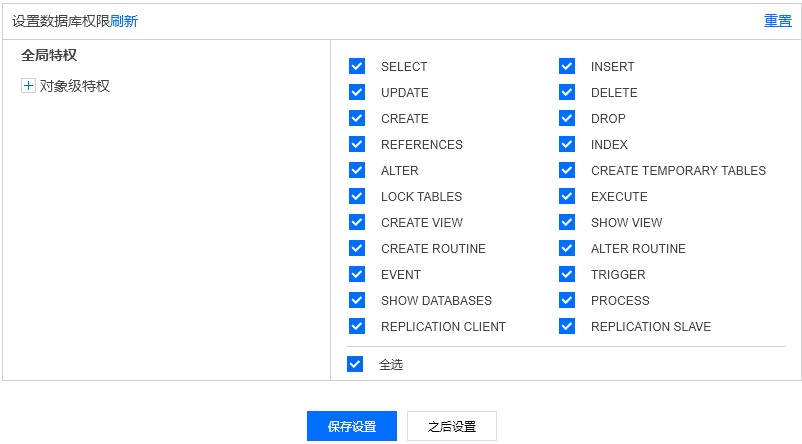 设置数据库权限刷新 重置
全局特权
对象级特权
SELECT INSERT
UPDATE DELETE
CREATE DROP
REFERENCES INDEX
ALTER CREATE TEMPORARY TABLES
LOCK TABLES EXECUTE
CREATE VIEW SHOW VIEW
CREATE ROUTINE ALTER ROUTINE
EVENT TRIGGER
SHOW DATABASES PROCESS
REPLICATION CLIENT REPLICATION SLAVE
全选
保存设置 之后设置